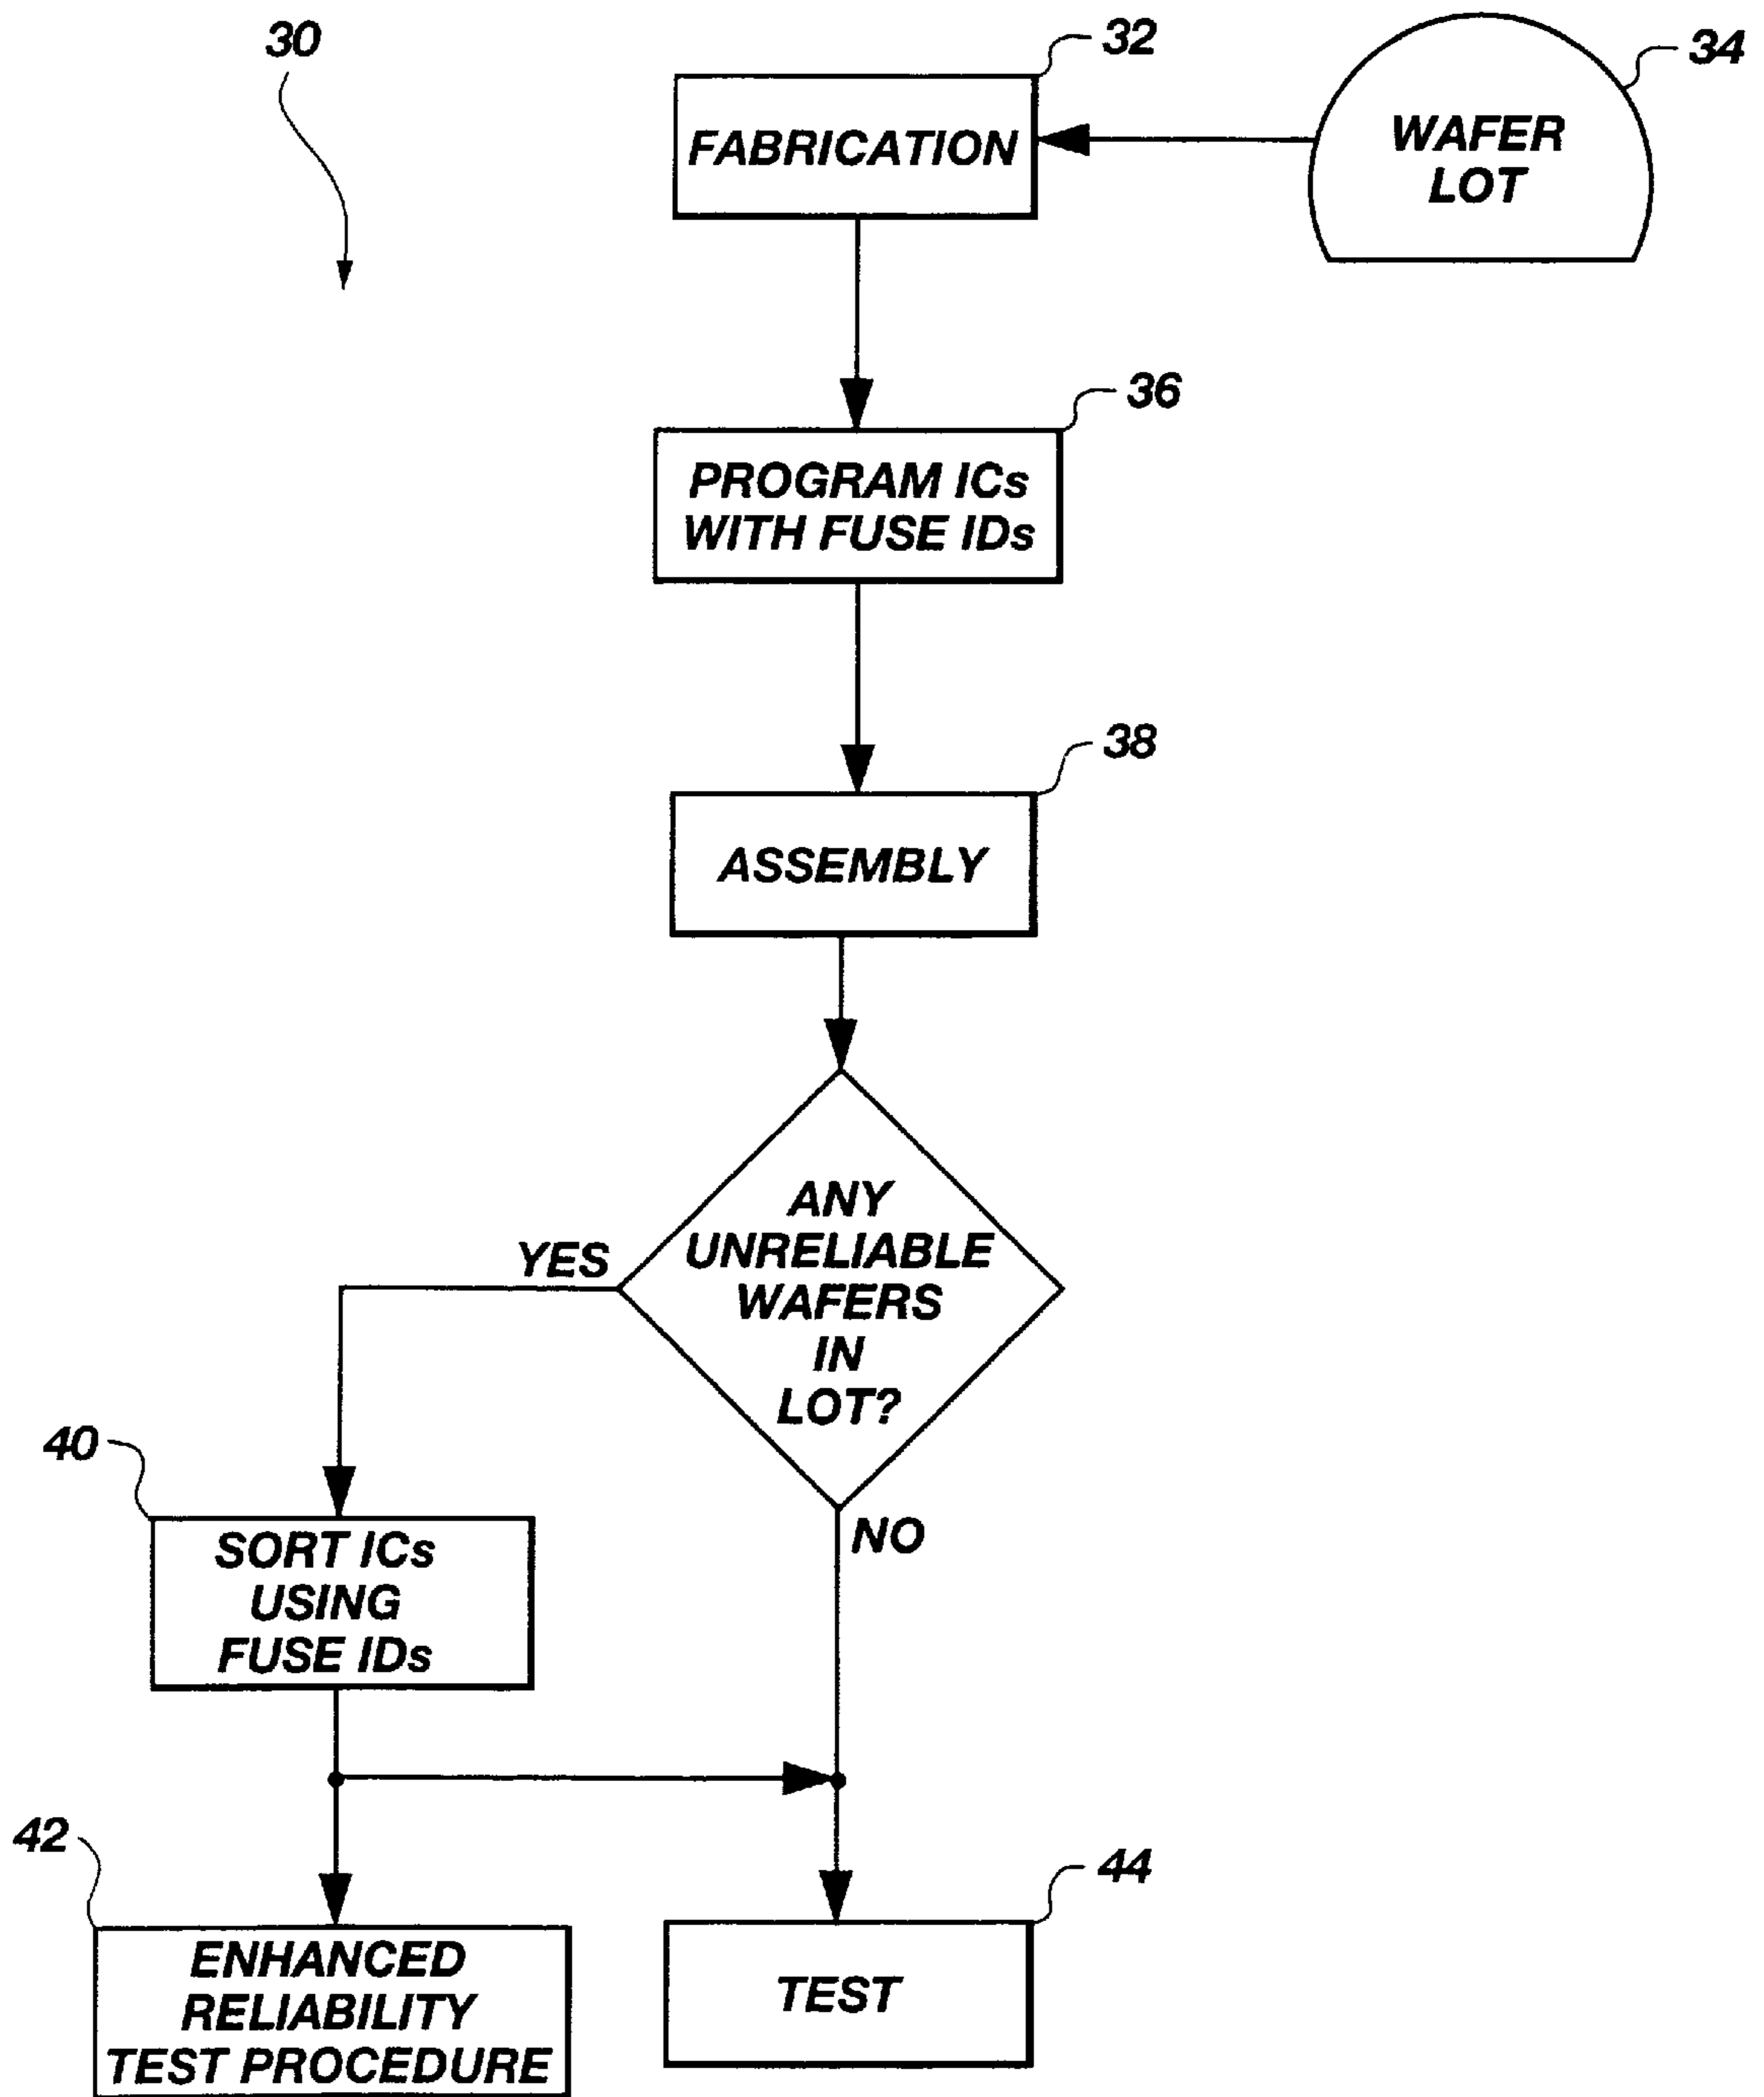 30
32
34
FABRICATION
WAFER
LOT
36
PROGRAM ICs
WITH FUSE IDs
38
ASSEMBLY
ANY
UNRELIABLE
WAFERS
IN
LOT?
YES
NO
40
SORT ICs
USING
FUSE IDs
42
44
ENHANCED
RELIABILITY
TEST PROCEDURE
TEST